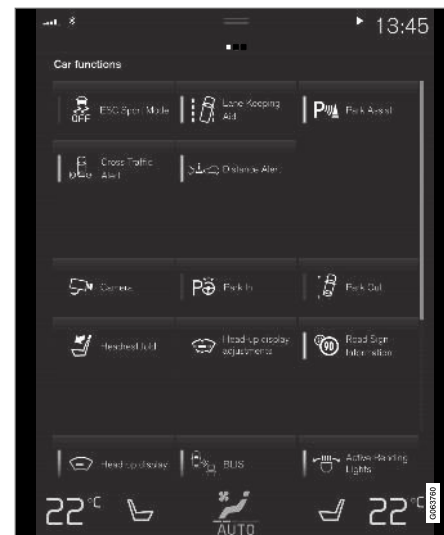 13:45
Car functions
OFF
ESC Sport Mode
Lane Keeping
Aid
P
Park Assist
Cross Traffic
Alert
Distance Alert
Camera
P
Park In
Park Out
Headrest fold
Head-up display
adjustments
90
Road Sign
Information
Head-up display
BLIS
Active Bending
Lights
22°C
AUTO
22°C
G063760